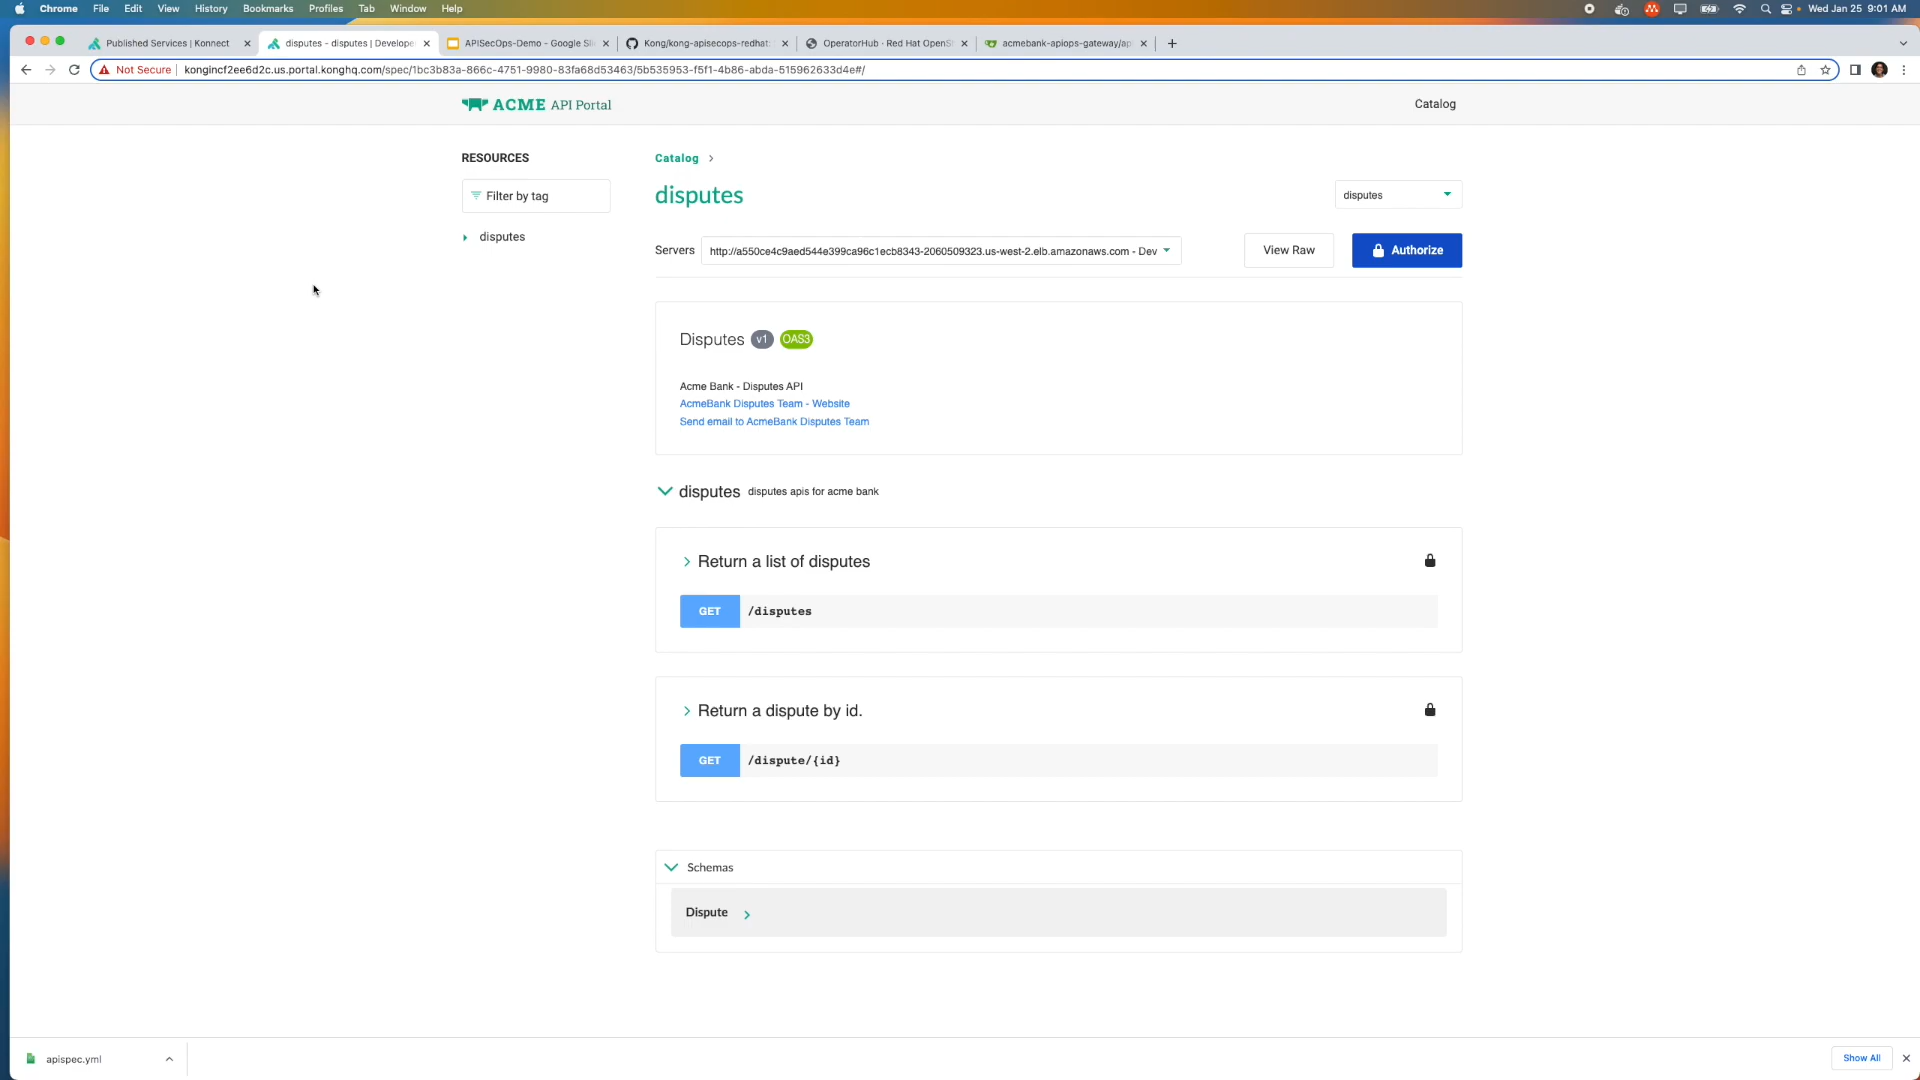 Chrome File Edit View History Bookmarks Profiles Tab Window Help Wed Jan 25 9:01 AM
Published Services | Konnect disputes - disputes | Develope APISecOps-Demo - Google Sli Kong/kong-apisecops-redhat: OperatorHub · Red Hat OpenS acmebank-apiops-gateway/ap
Not Secure kongincf2ee6d2c.us.portal.konghq.com/spec/1bc3b83a-866c-4751-9980-83fa68d53463/5b535953-f5f1-4b86-abda-515962633d4e#/
ACME API Portal Catalog
RESOURCES
Filter by tag
disputes
Catalog
disputes
disputes
Servers http://a550ce4c9aed544e399ca96c1ecb8343-2060509323.us-west-2.elb.amazonaws.com - Dev View Raw Authorize
Disputes v1 OAS3
Acme Bank - Disputes API
AcmeBank Disputes Team - Website
Send email to AcmeBank Disputes Team
disputes disputes apis for acme bank
Return a list of disputes
GET /disputes
Return a dispute by id.
GET /dispute/{id}
Schemas
Dispute
apispec.yml Show All